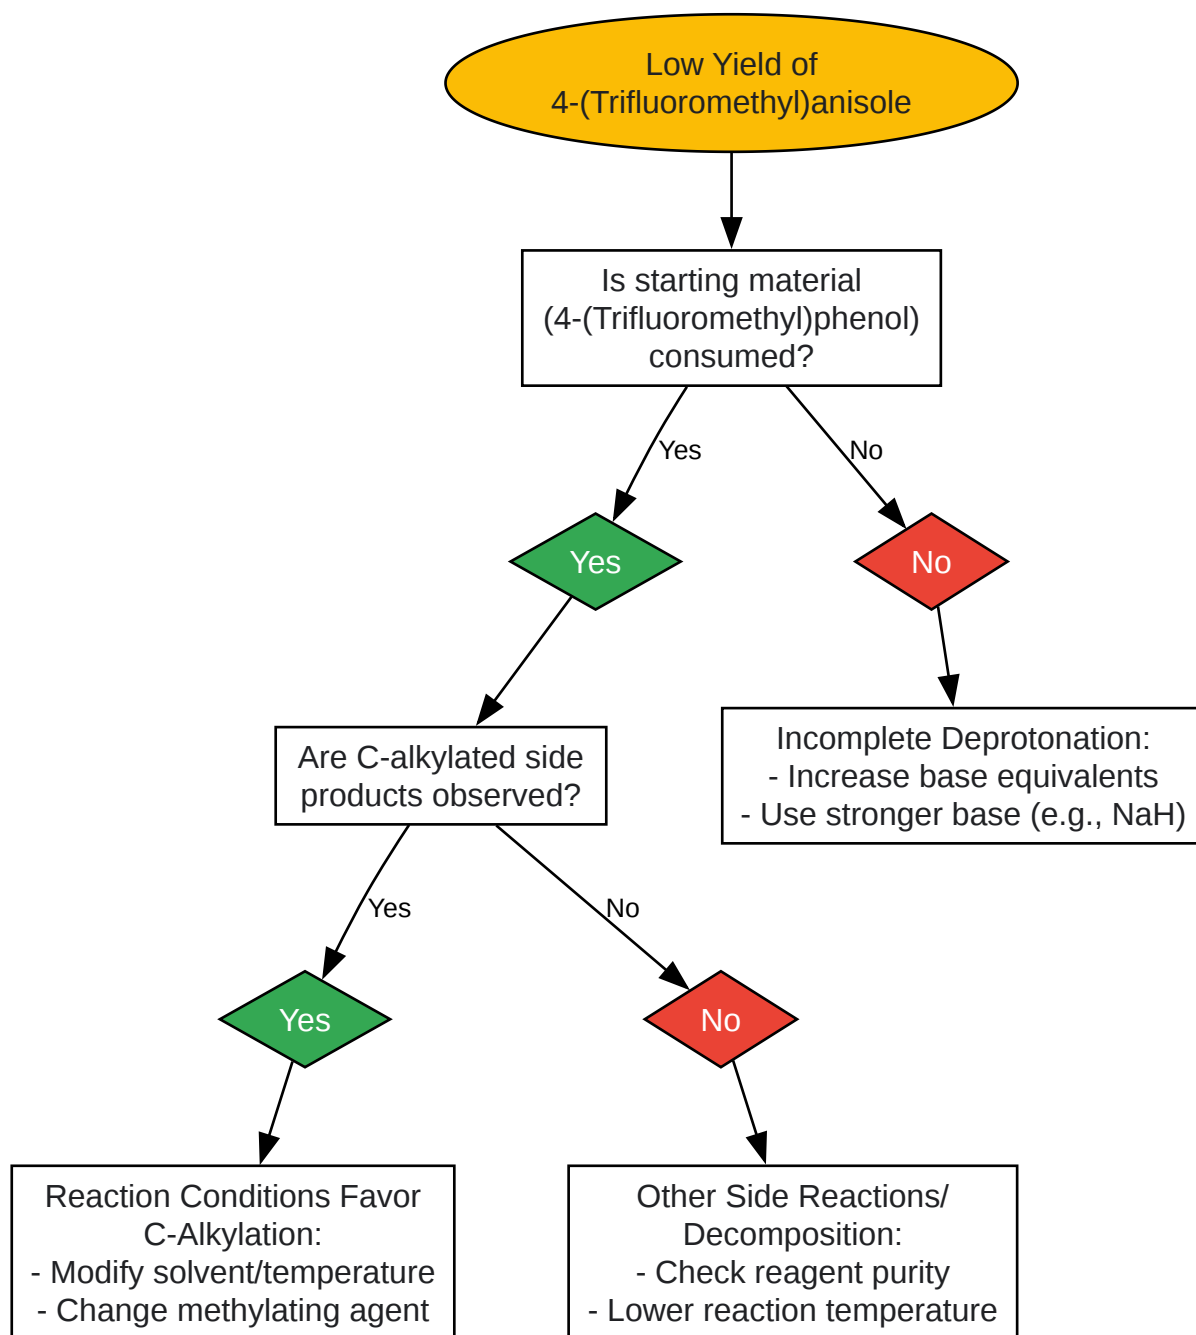 Low Yield of
4-(Trifluoromethyl)anisole
Is starting material
(4-(Trifluoromethyl)phenol)
consumed?
Yes
No
Yes
No
Are C-alkylated side
products observed?
Incomplete Deprotonation:
- Increase base equivalents
- Use stronger base (e.g., NaH)
Yes
No
Yes
No
Reaction Conditions Favor
C-Alkylation:
- Modify solvent/temperature
- Change methylating agent
Other Side Reactions/
Decomposition:
- Check reagent purity
- Lower reaction temperature